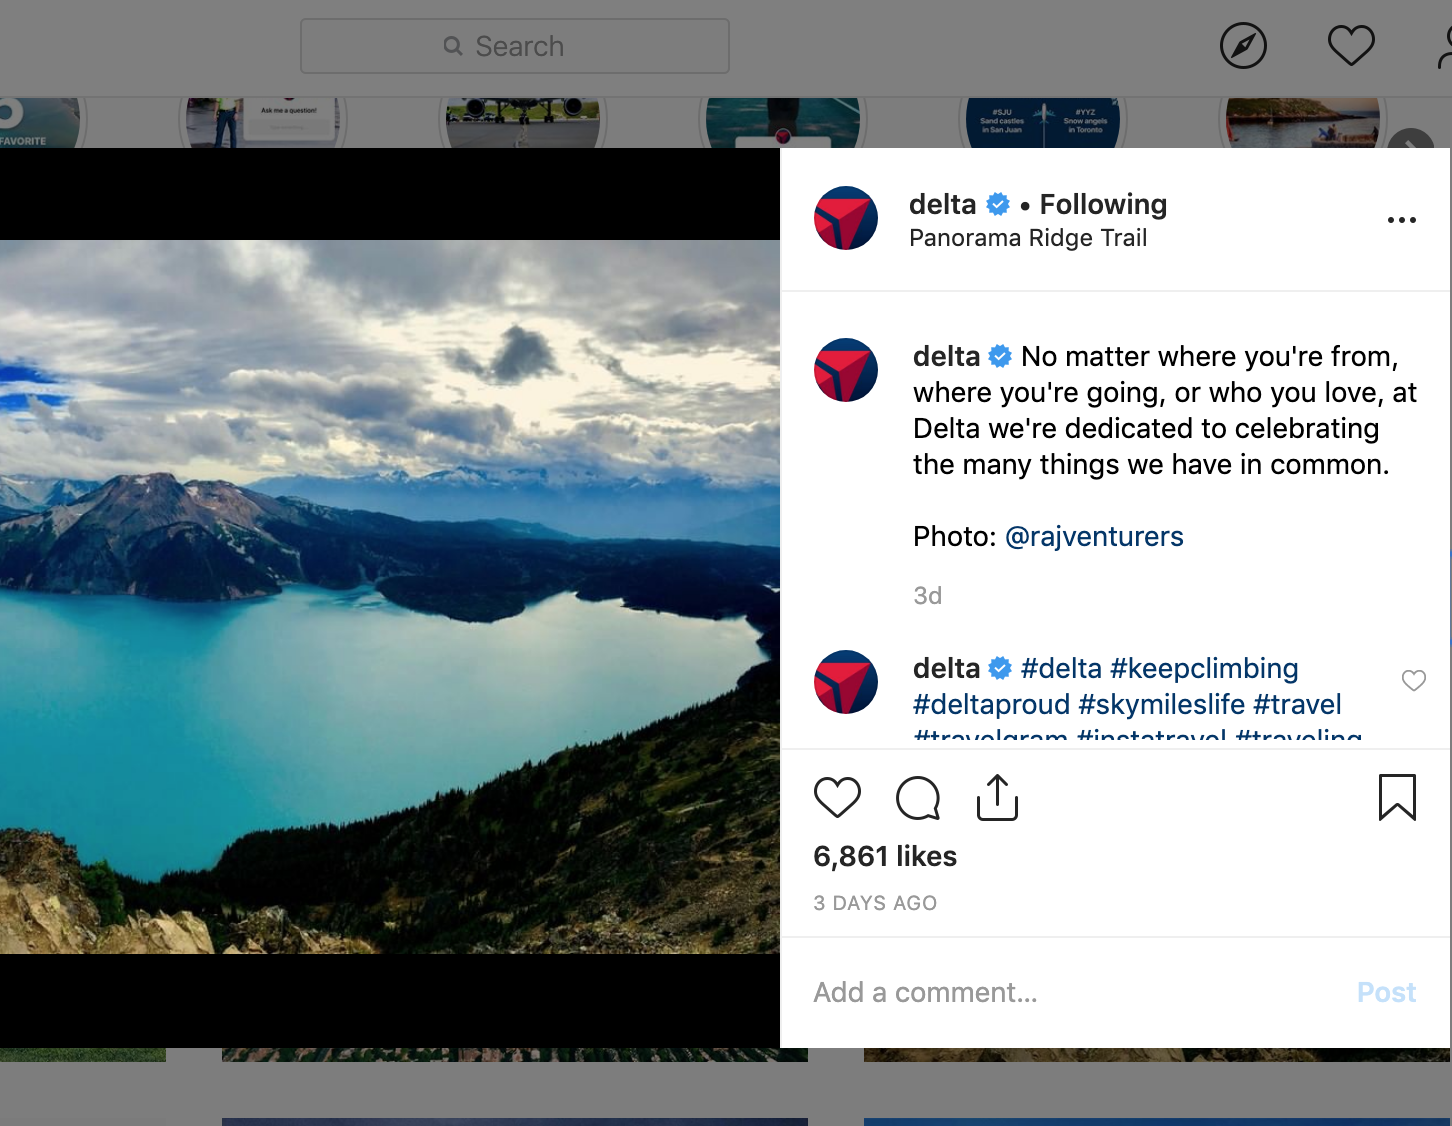 Search
FAVORITE
Ask me a question!
#SJU
Sand castles
in San Juan
#YYZ
Snow angels
in Toronto
delta • Following
Panorama Ridge Trail
delta No matter where you're from,
where you're going, or who you love, at
Delta we're dedicated to celebrating
the many things we have in common.
Photo: @rajventurers
3d
delta #delta #keepclimbing
#deltaproud #skymileslife #travel
#travelgram #instatravel #traveling
6,861 likes
3 DAYS AGO
Add a comment...
Post